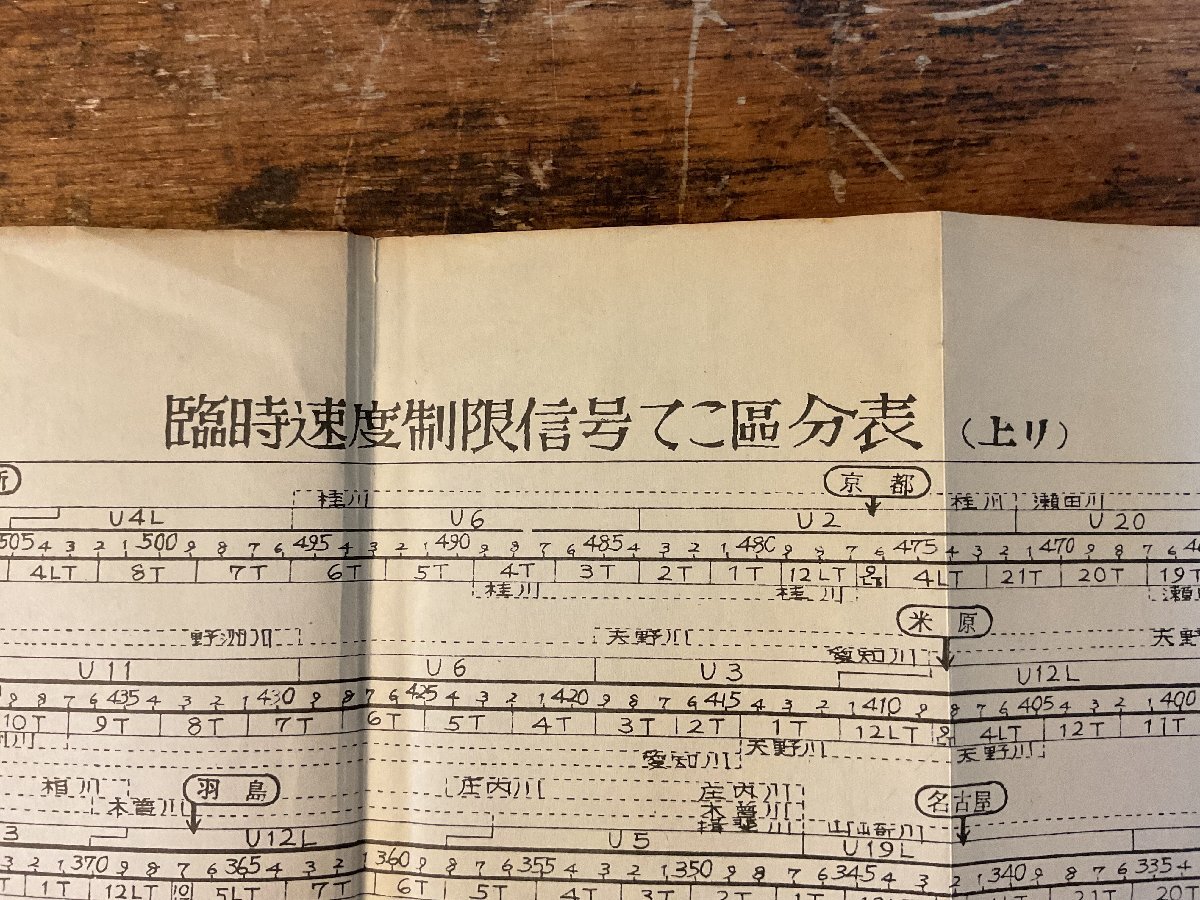 臨時速度制限信号てこ區分表 (上リ)
桂川 京都 桂川 瀬田川
U4L U6 U2 U20
505 4 3 2 1 500 9 8 7 6 495 4 3 2 1 490 9 8 7 6 485 4 3 2 1 480 9 8 7 6 475 4 3 2 1 470 9 8 7 6
4LT 8T 7T 6T 5T 4T 3T 2T 1T 12LT 4LT 21T 20T 19T
桂川 桂川
米原
野洲川 天野川 愛知川
U11 U6 U3 U12L
9 8 7 6 435 4 3 2 1 430 9 8 7 6 425 4 3 2 1 420 9 8 7 6 415 4 3 2 1 410 9 8 7 6 405 4 3 2 1 400
10T 9T 8T 7T 6T 5T 4T 3T 2T 1T 12LT 4LT 12T 11T
愛知川 天野川 天野川
相川 木曽川 羽島 庄内川 庄内川 名古屋
木曽川
揖斐川
3 U12L U5 U19L
3 2 1 370 9 8 7 6 365 4 3 2 1 360 9 8 7 6 355 4 3 2 1 350 9 8 7 6 345 4 3 2 1 340 9 8 7 6 335 4
1T 12LT 5LT 7T 6T 5T 4T 3T 2T 1T 21T 20T